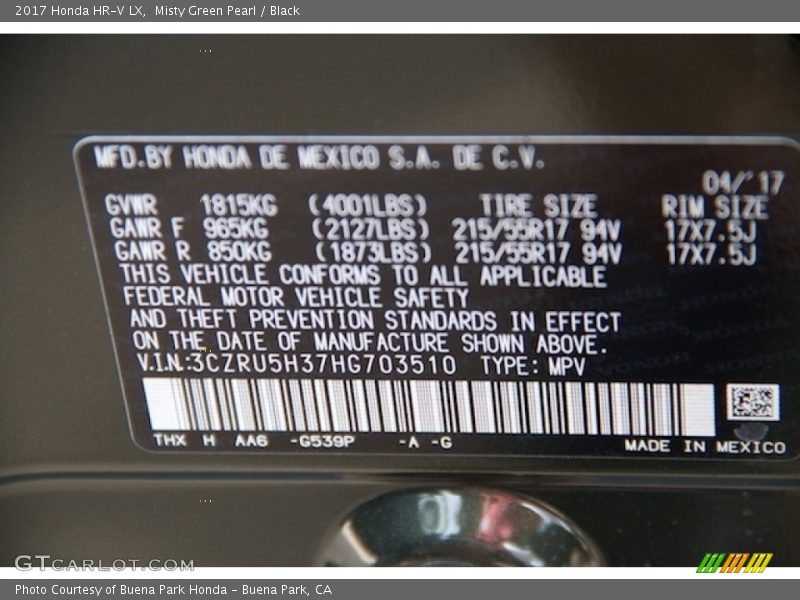 2017 Honda HR-V LX, Misty Green Pearl / Black
MFD.BY HONDA DE MEXICO S.A. DE C.V.
04/'17
GVWR 1815KG (4001LBS) TIRE SIZE RIM SIZE
GAWR F 965KG (2127LBS) 215/55R17 94V 17X7.5J
GAWR R 850KG (1873LBS) 215/55R17 94V 17X7.5J
THIS VEHICLE CONFORMS TO ALL APPLICABLE
FEDERAL MOTOR VEHICLE SAFETY
AND THEFT PREVENTION STANDARDS IN EFFECT
ON THE DATE OF MANUFACTURE SHOWN ABOVE.
V.I.N.:3CZRU5H37HG703510 TYPE: MPV
THX H AA6 -G539P -A -G
MADE IN MEXICO
GTCARLOT.COM
Photo Courtesy of Buena Park Honda - Buena Park, CA